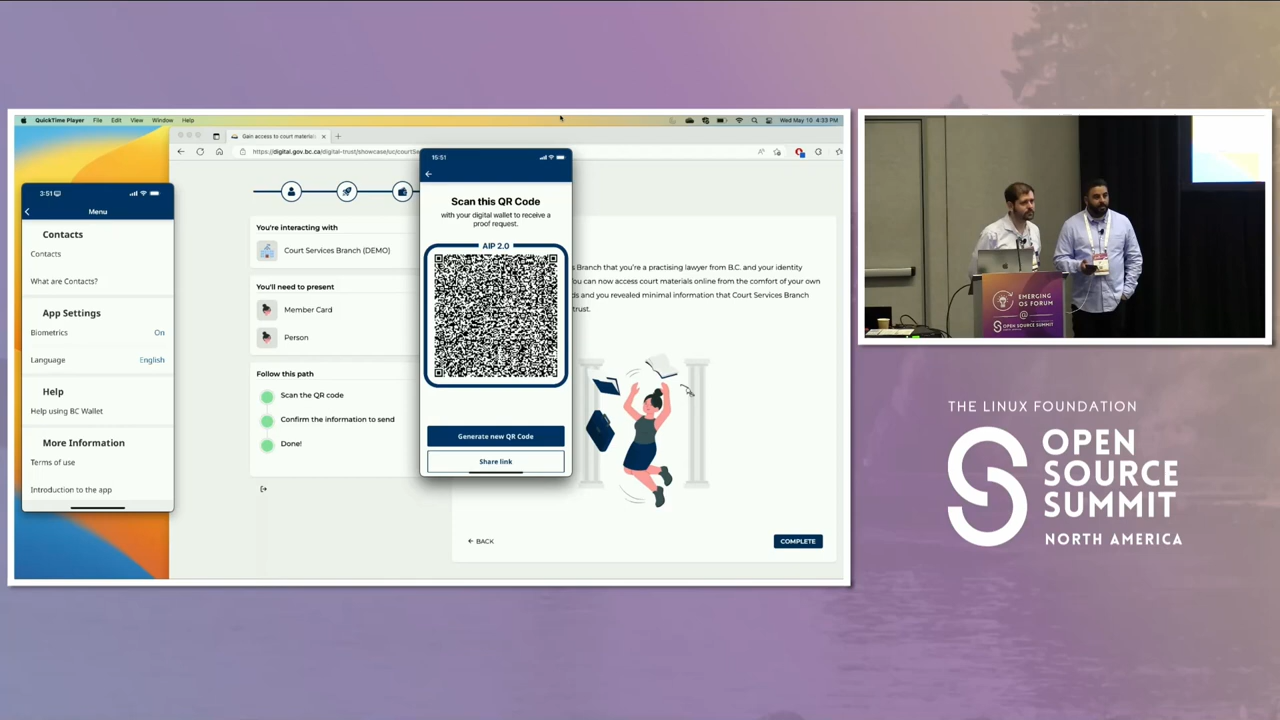 QuickTime Player File Edit View Window Help
Wed May 10 4:33 PM
Gain access to court materials
https://digital.gov.bc.ca/digital-trust/showcase/uc/courtSe
3:51
Menu
Contacts
Contacts
What are Contacts?
App Settings
Biometrics On
Language English
Help
Help using BC Wallet
More Information
Terms of use
Introduction to the app
You're interacting with
Court Services Branch (DEMO)
You'll need to present
Member Card
Person
Follow this path
Scan the QR code
Confirm the information to send
Done!
15:51
Scan this QR Code
with your digital wallet to receive a
proof request.
AIP 2.0
Generate new QR Code
Share link
s Branch that you're a practising lawyer from B.C. and your identity
ou can now access court materials online from the comfort of your own
ds and you revealed minimal information that Court Services Branch
trust.
BACK
COMPLETE
EMERGING
OS FORUM
@
OPEN SOURCE SUMMIT
THE LINUX FOUNDATION
OPEN
SOURCE
SUMMIT
NORTH AMERICA